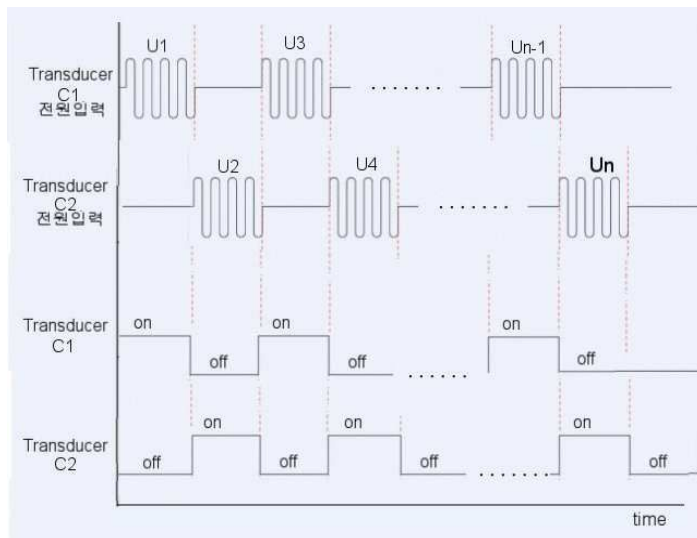 U1 U3 Un-1
Transducer
C1
전원입력
U2 U4 Un
Transducer
C2
전원입력
Transducer
C1
on off on off on off
Transducer
C2
off on off on off on off
time